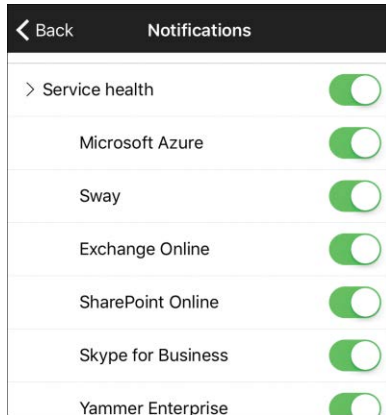 Back Notifications
Service health
Microsoft Azure
Sway
Exchange Online
SharePoint Online
Skype for Business
Yammer Enterprise